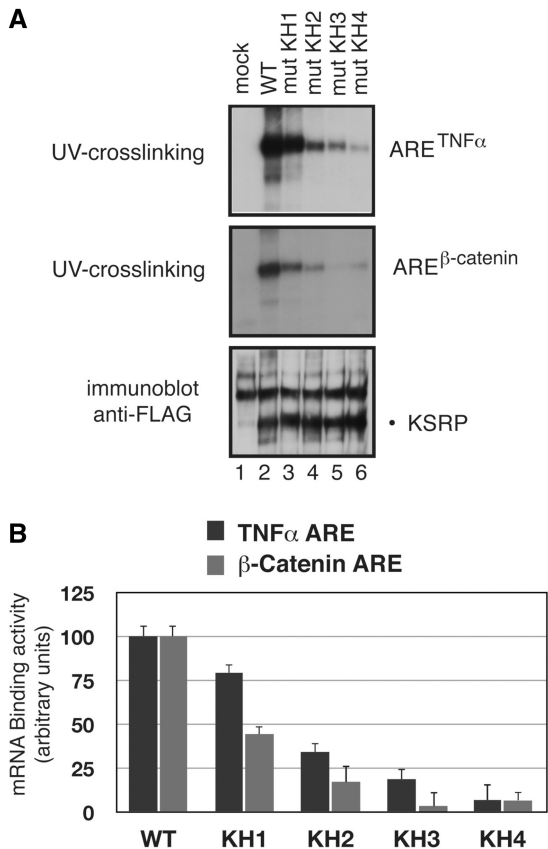 A
mock
WT
mut KH1
mut KH2
mut KH3
mut KH4
UV-crosslinking
ARE TNFα
UV-crosslinking
ARE β-catenin
immunoblot
anti-FLAG
• KSRP
1 2 3 4 5 6
B
TNFα ARE
β-Catenin ARE
mRNA Binding activity
(arbitrary units)
125
100
75
50
25
0
WT KH1 KH2 KH3 KH4